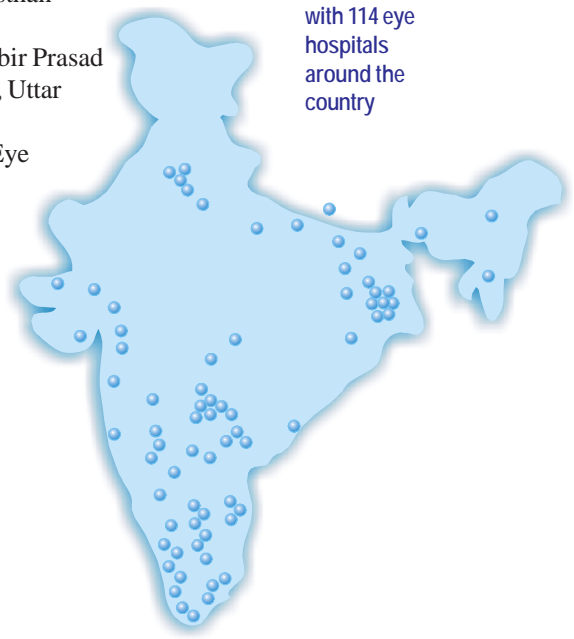 bir Prasad
, Uttar
Eye
with 114 eye
hospitals
around the
country